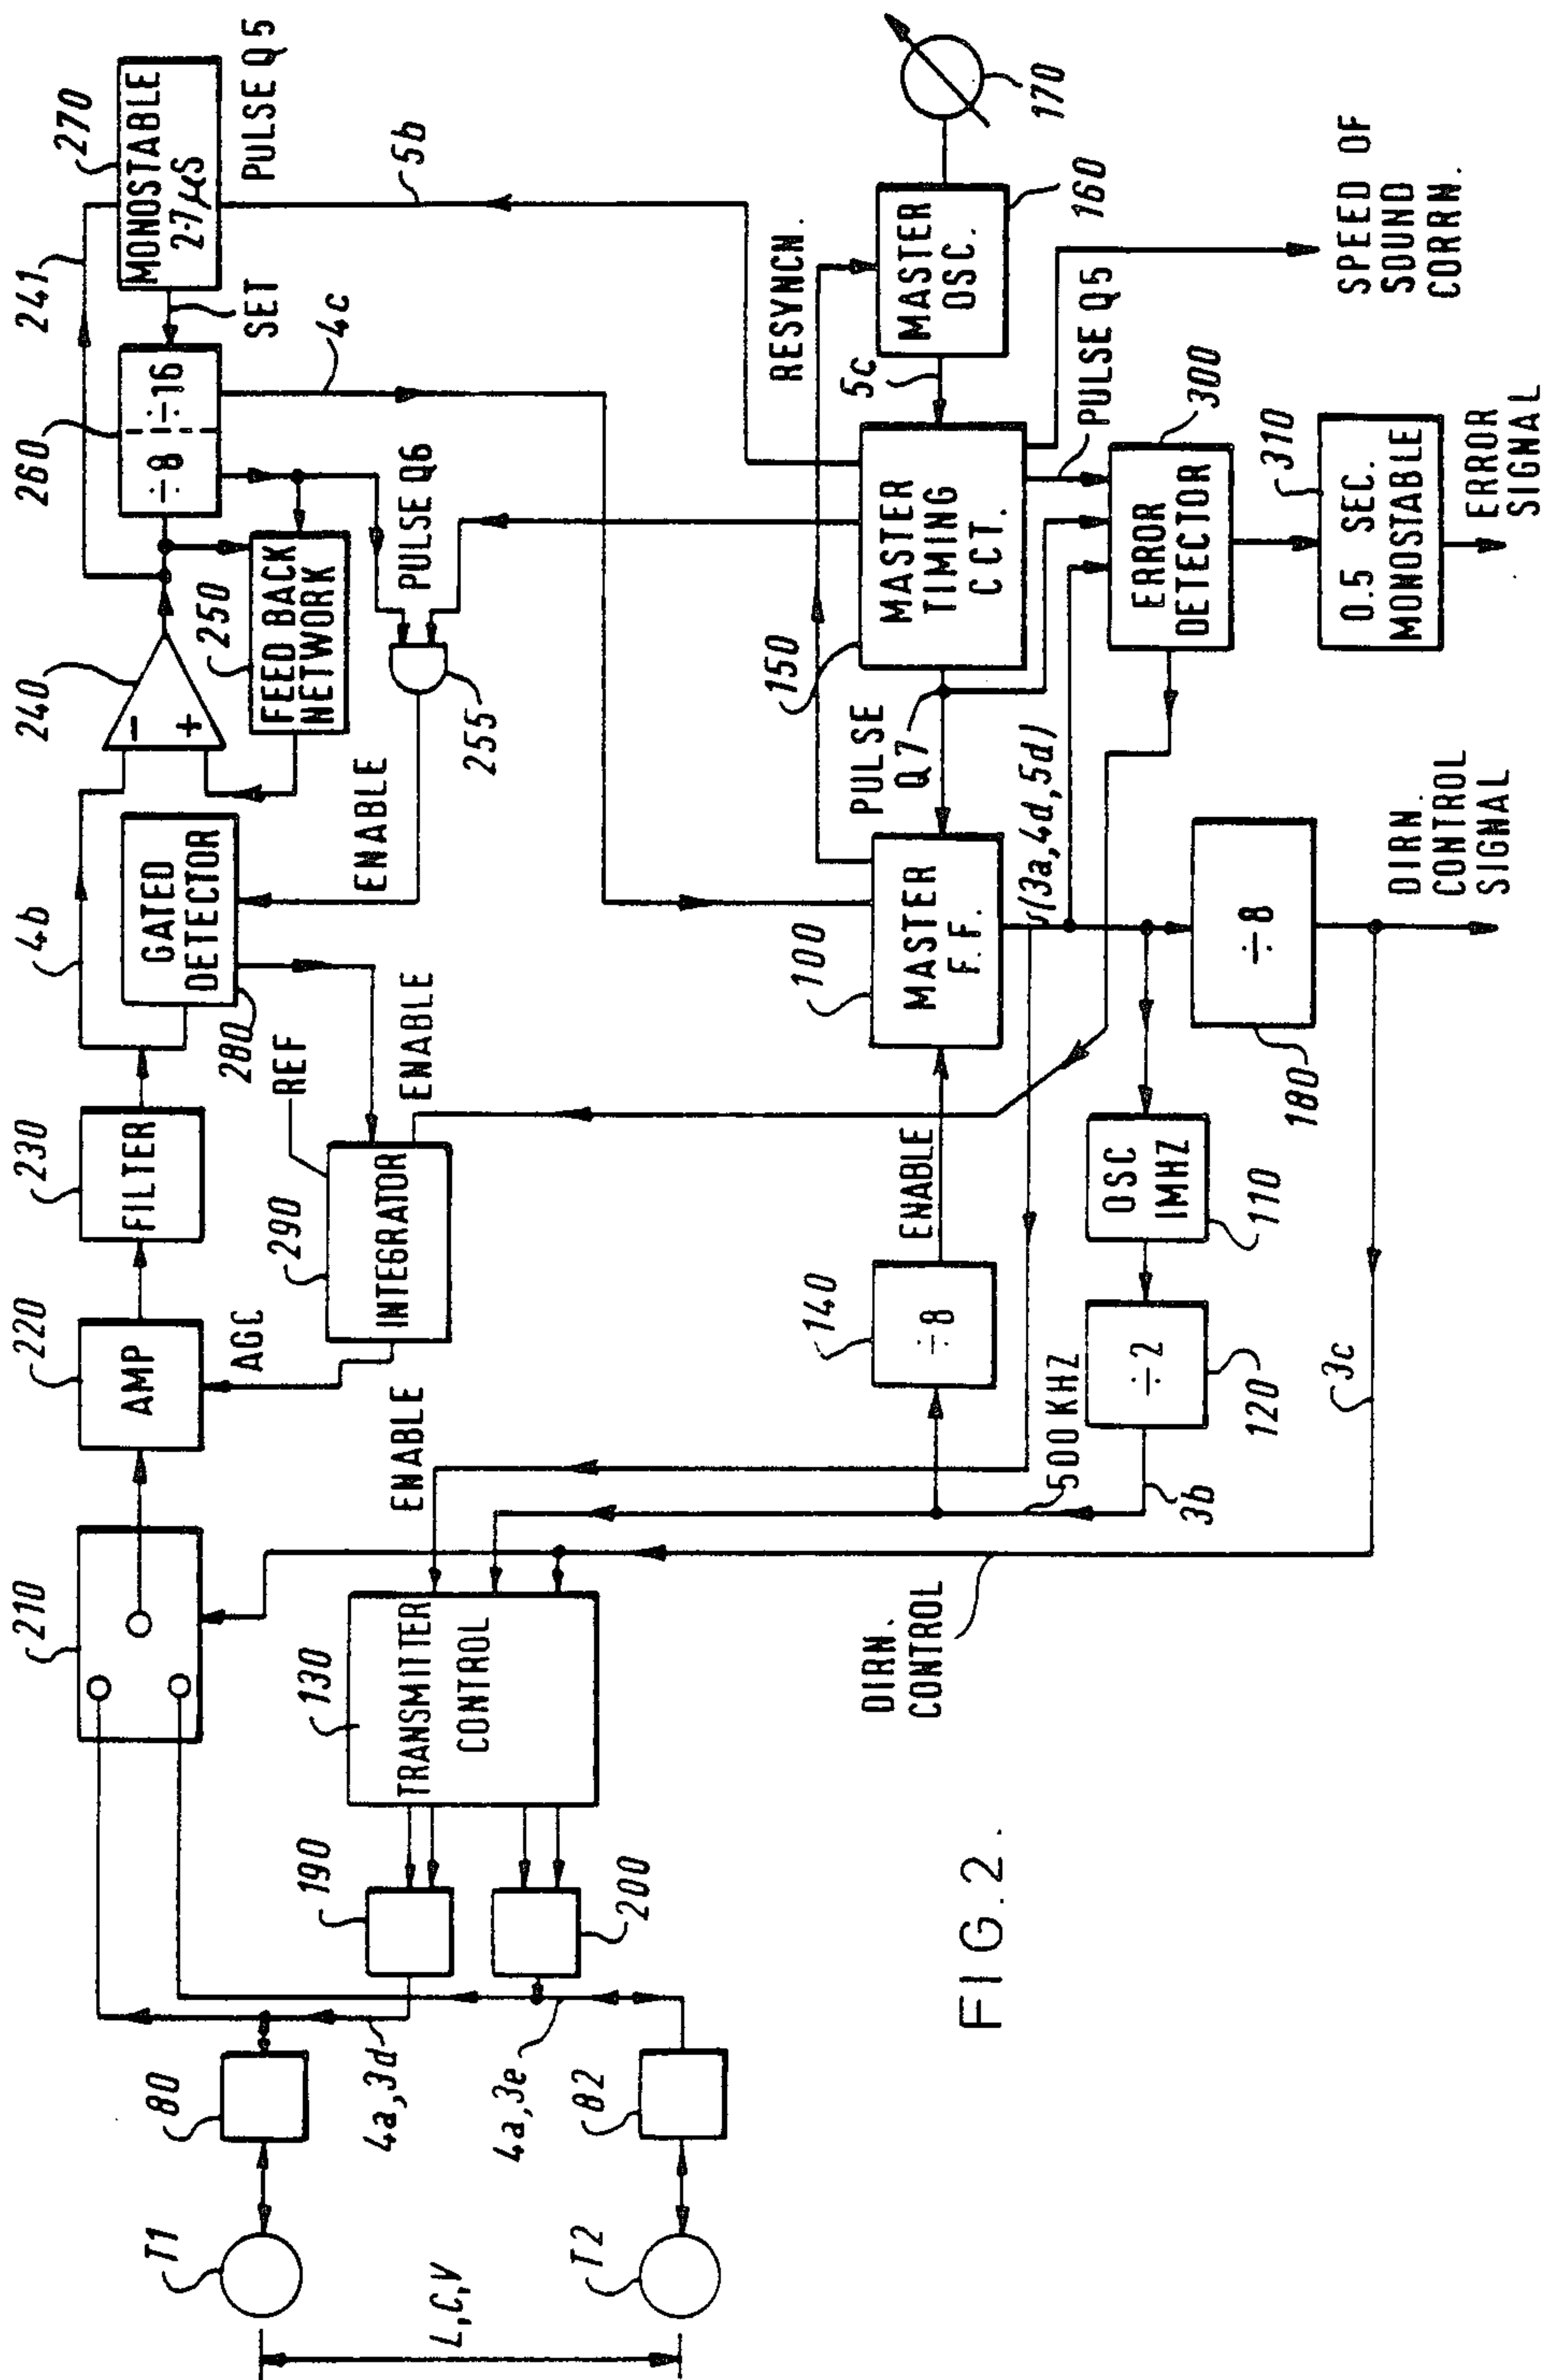 T1
T2
L,C,V
80
82
4a,3d
4a,3e
190
200
130
TRANSMITTER
CONTROL
210
220
AMP
AGC
230
FILTER
4b
240
−
+
241
250
FEED BACK
NETWORK
255
260
÷8
÷16
270
MONOSTABLE
2·7μS
SET
PULSE Q5
5b
4c
PULSE Q6
ENABLE
GATED
DETECTOR
280
REF
ENABLE
290
INTEGRATOR
ENABLE
140
÷8
ENABLE
100
MASTER
F.F.
PULSE
Q7
150
MASTER
TIMING
CCT.
RESYNCN.
5c
MASTER
OSC.
160
170
PULSE Q5
SPEED OF
SOUND
CORRN.
300
ERROR
DETECTOR
310
0.5 SEC.
MONOSTABLE
ERROR
SIGNAL
(3a,4d,5d)
÷8
180
DIRN.
CONTROL
SIGNAL
OSC
1MHZ
110
÷2
120
500KHZ
3b
3c
DIRN.
CONTROL
FIG.2.